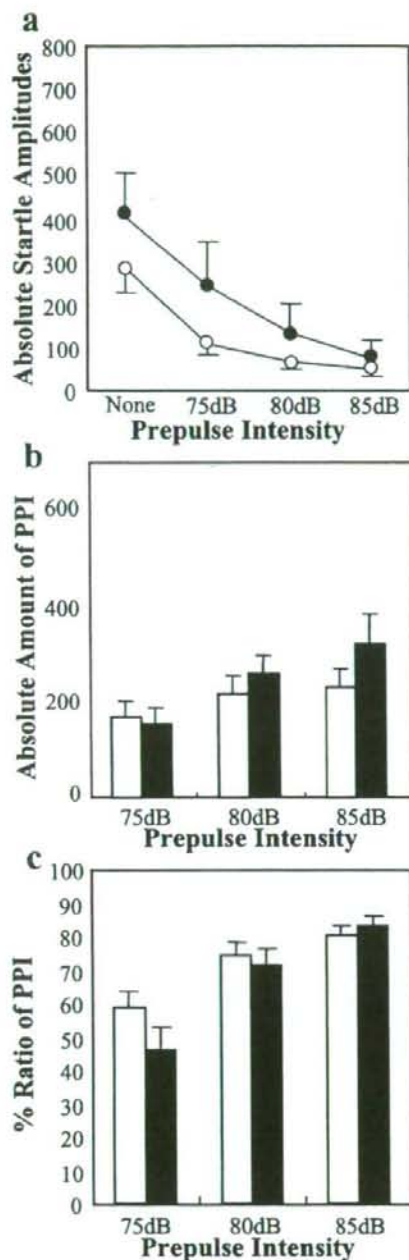 a
Absolute Startle Amplitudes
800
700
600
500
400
300
200
100
0
None 75dB 80dB 85dB
Prepulse Intensity
b
Absolute Amount of PPI
600
400
200
0
75dB 80dB 85dB
Prepulse Intensity
c
% Ratio of PPI
100
90
80
70
60
50
40
30
20
10
0
75dB 80dB 85dB
Prepulse Intensity